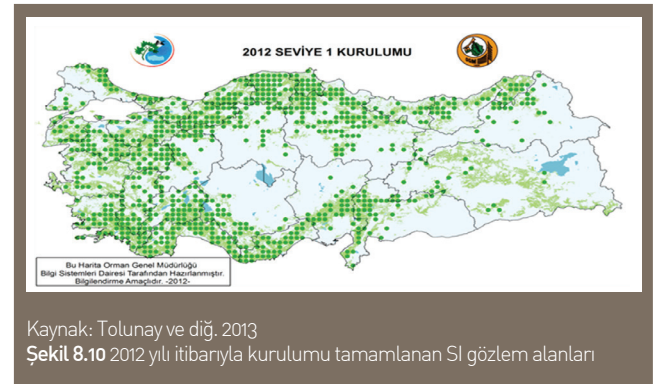 2012 SEVİYE 1 KURULUMU
Bu Harita Orman Genel Müdürlüğü
Bilgi Sistemleri Dairesi Tarafından Hazırlanmıştır.
Bilgilendirme Amaçlıdır. -2012-
Kaynak: Tolunay ve diğ. 2013
Şekil 8.10 2012 yılı itibarıyla kurulumu tamamlanan SI gözlem alanları